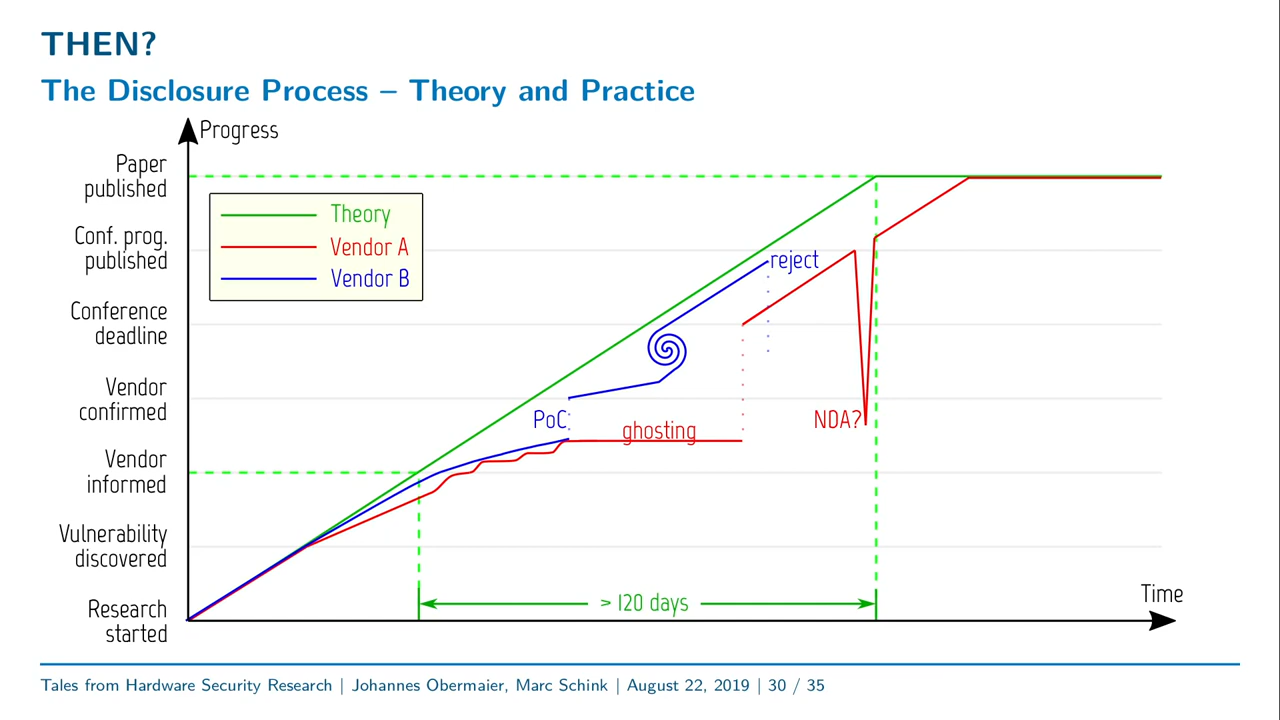 THEN?
The Disclosure Process – Theory and Practice
Progress
Paper
published
Conf. prog.
published
Conference
deadline
Vendor
confirmed
Vendor
informed
Vulnerability
discovered
Research
started
Theory
Vendor A
Vendor B
reject
PoC
ghosting
NDA?
> 120 days
Time
Tales from Hardware Security Research | Johannes Obermaier, Marc Schink | August 22, 2019 | 30 / 35